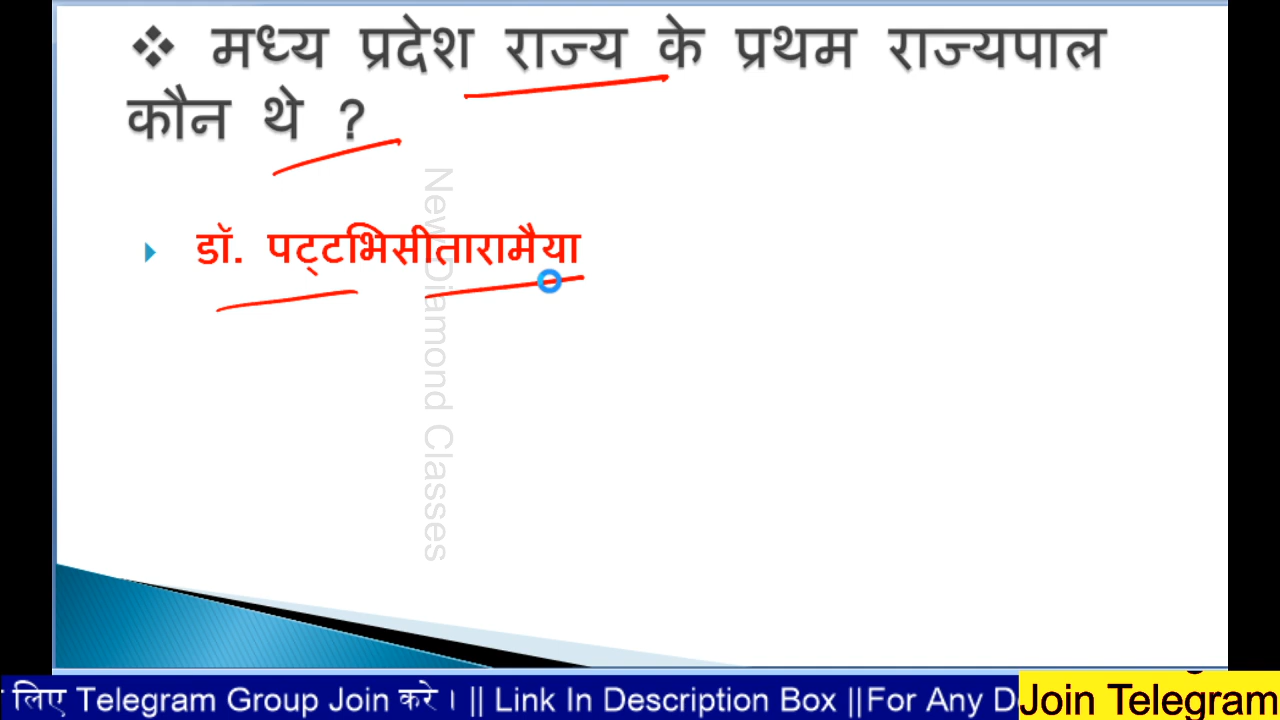 ❖ मध्य प्रदेश राज्य के प्रथम राज्यपाल
कौन थे ?
डॉ. पट्टभिसीतारामैया
New Diamond Classes
लिए Telegram Group Join करे । || Link In Description Box ||For Any D
Join Telegram